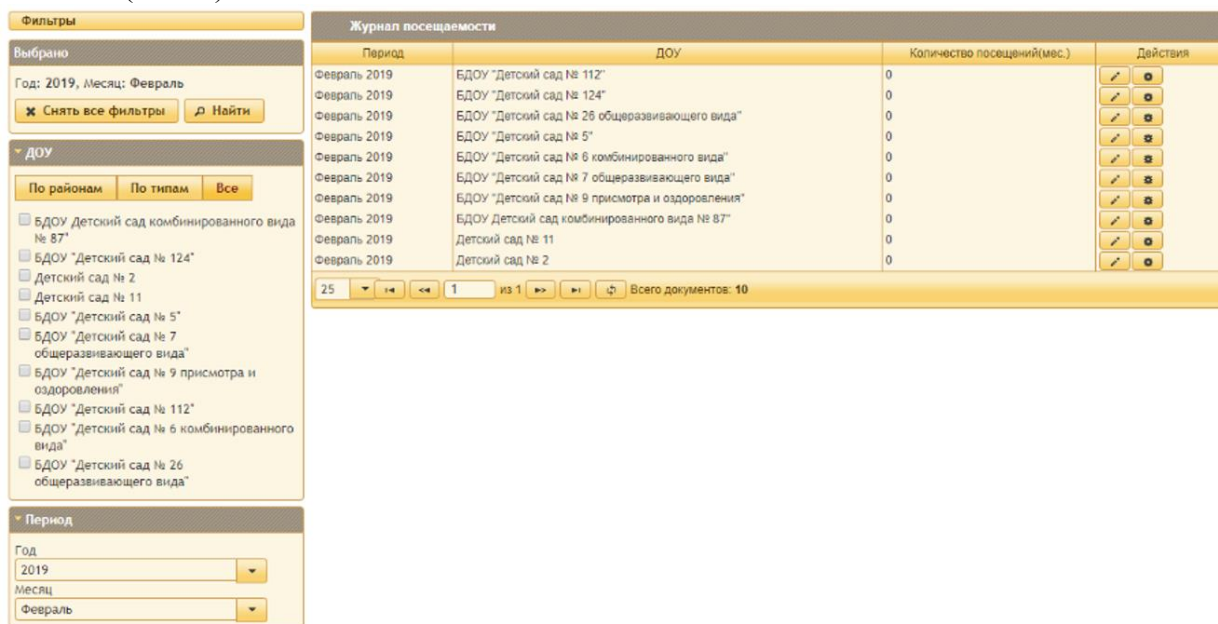 Фильтры
Выбрано
Год: 2019, Месяц: Февраль
Снять все фильтры
Найти
ДОУ
По районам
По типам
Все
БДОУ Детский сад комбинированного вида
№ 87"
БДОУ "Детский сад № 124"
Детский сад № 2
Детский сад № 11
БДОУ "Детский сад № 5"
БДОУ "Детский сад № 7
общеразвивающего вида"
БДОУ "Детский сад № 9 присмотра и
оздоровления"
БДОУ "Детский сад № 112"
БДОУ "Детский сад № 6 комбинированного
вида"
БДОУ "Детский сад № 26
общеразвивающего вида"
Период
Год
2019
Месяц
Февраль
Журнал посещаемости
Период ДОУ Количество посещений(мес.) Действия
Февраль 2019 БДОУ "Детский сад № 112" 0
Февраль 2019 БДОУ "Детский сад № 124" 0
Февраль 2019 БДОУ "Детский сад № 26 общеразвивающего вида" 0
Февраль 2019 БДОУ "Детский сад № 5" 0
Февраль 2019 БДОУ "Детский сад № 6 комбинированного вида" 0
Февраль 2019 БДОУ "Детский сад № 7 общеразвивающего вида" 0
Февраль 2019 БДОУ "Детский сад № 9 присмотра и оздоровления" 0
Февраль 2019 БДОУ Детский сад комбинированного вида № 87" 0
Февраль 2019 Детский сад № 11 0
Февраль 2019 Детский сад № 2 0
25 1 из 1 Всего документов: 10